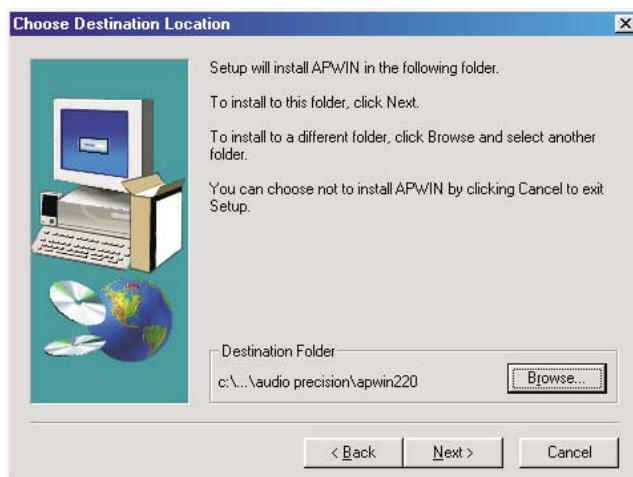 Choose Destination Location
Setup will install APWIN in the following folder.
To install to this folder, click Next.
To install to a different folder, click Browse and select another
folder.
You can choose not to install APWIN by clicking Cancel to exit
Setup.
Destination Folder
c:\...\audio precision\apwin220
Browse...
< Back
Next >
Cancel